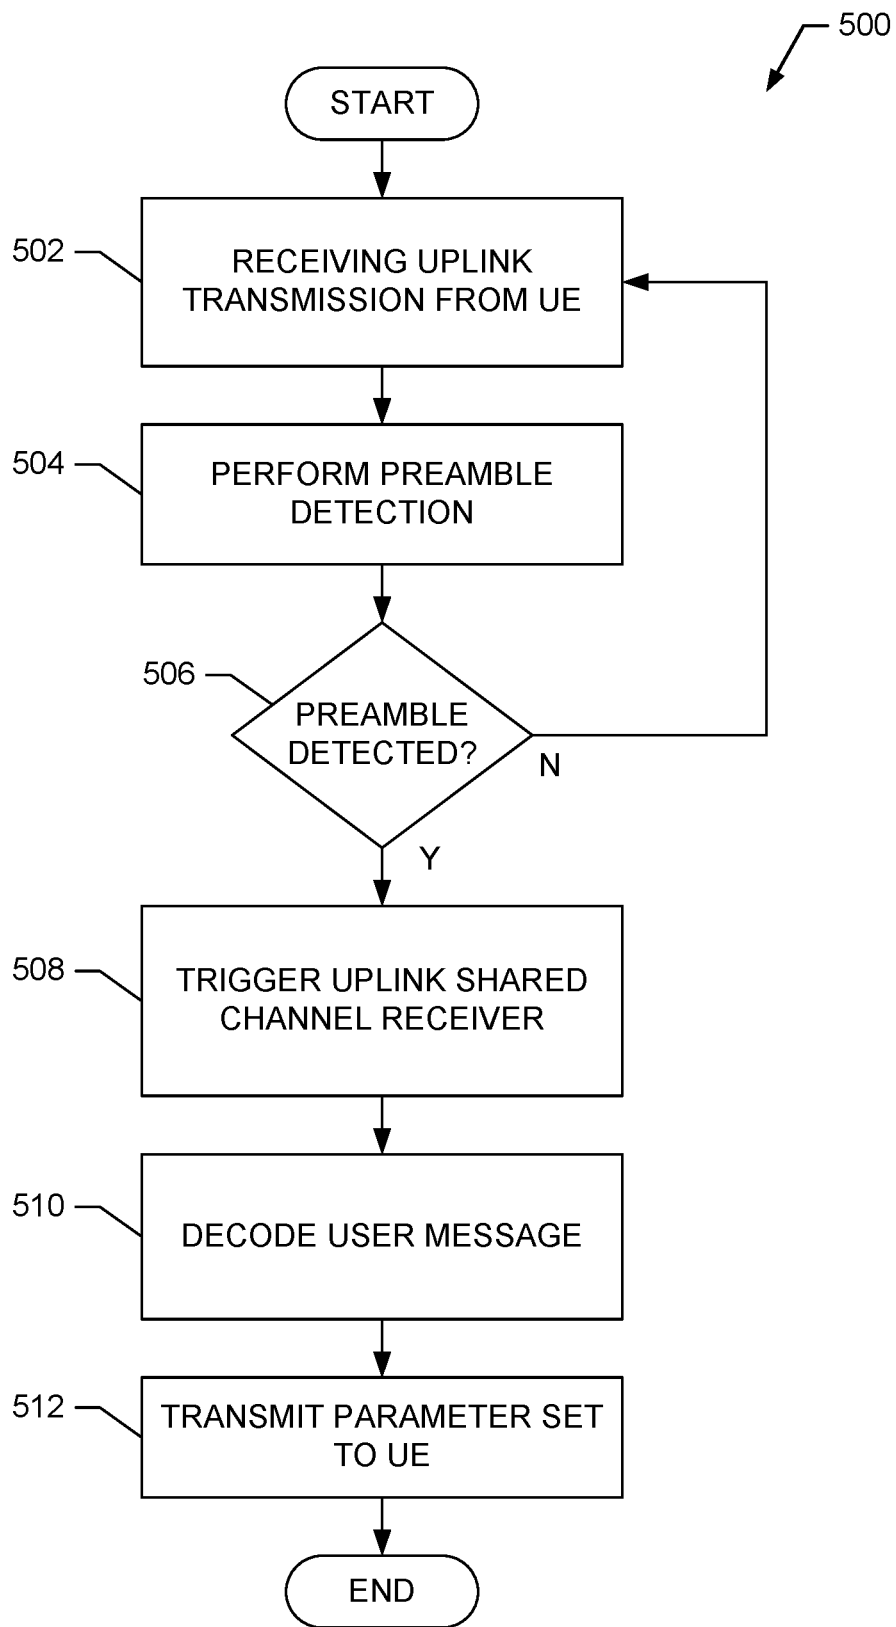 500
START
502
RECEIVING UPLINK
TRANSMISSION FROM UE
504
PERFORM PREAMBLE
DETECTION
506
PREAMBLE
DETECTED?
N
Y
508
TRIGGER UPLINK SHARED
CHANNEL RECEIVER
510
DECODE USER MESSAGE
512
TRANSMIT PARAMETER SET
TO UE
END